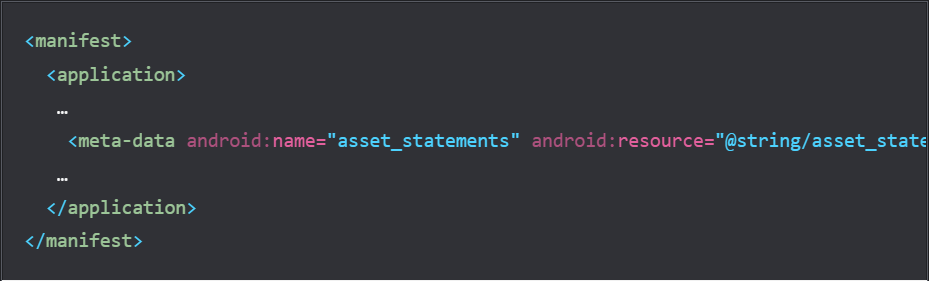 <manifest>
<application>
…
<meta-data android:name="asset_statements" android:resource="@string/asset_state
…
</application>
</manifest>